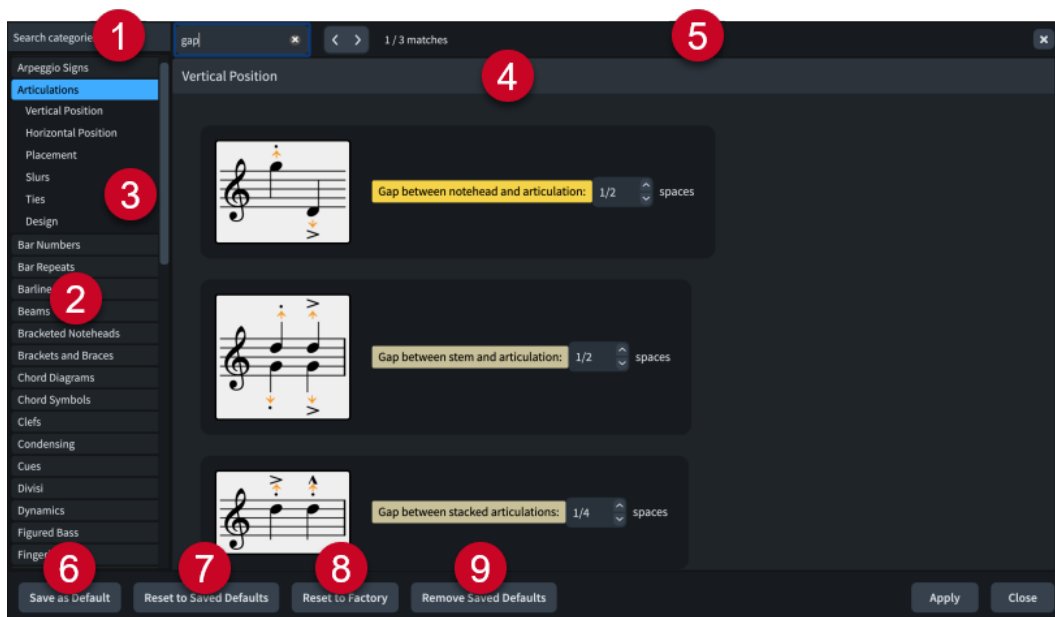 Search categorie 1
gap
1 / 3 matches
5
Arpeggio Signs
Articulations
Vertical Position
Horizontal Position
Placement
Slurs
Ties
Design
3
Bar Numbers
Bar Repeats
Barline
2
Beams
Bracketed Noteheads
Brackets and Braces
Chord Diagrams
Chord Symbols
Clefs
Condensing
Cues
Divisi
Dynamics
Figured Bass
Finge
Vertical Position
4
Gap between notehead and articulation: 1/2 spaces
Gap between stem and articulation: 1/2 spaces
Gap between stacked articulations: 1/4 spaces
6
7
8
9
Save as Default
Reset to Saved Defaults
Reset to Factory
Remove Saved Defaults
Apply
Close